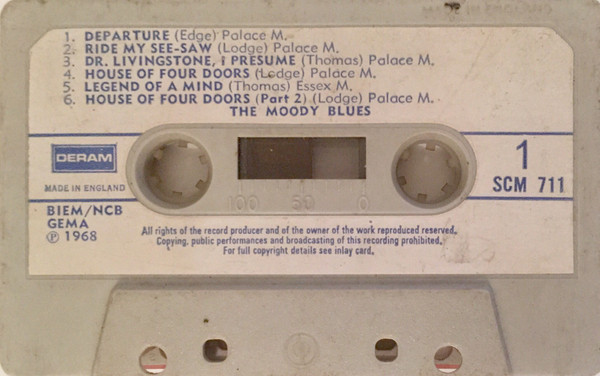 MADE IN ENGLAND
1. DEPARTURE (Edge) Palace M.
2. RIDE MY SEE-SAW (Lodge) Palace M.
3. DR. LIVINGSTONE, I PRESUME (Thomas) Palace M.
4. HOUSE OF FOUR DOORS (Lodge) Palace M.
5. LEGEND OF A MIND (Thomas) Essex M.
6. HOUSE OF FOUR DOORS (Part 2) (Lodge) Palace M.
THE MOODY BLUES
DERAM
MADE IN ENGLAND
1
SCM 711
100 50 0
BIEM/NCB
GEMA
℗ 1968
All rights of the record producer and of the owner of the work reproduced reserved.
Copying, public performances and broadcasting of this recording prohibited.
For full copyright details see inlay card.